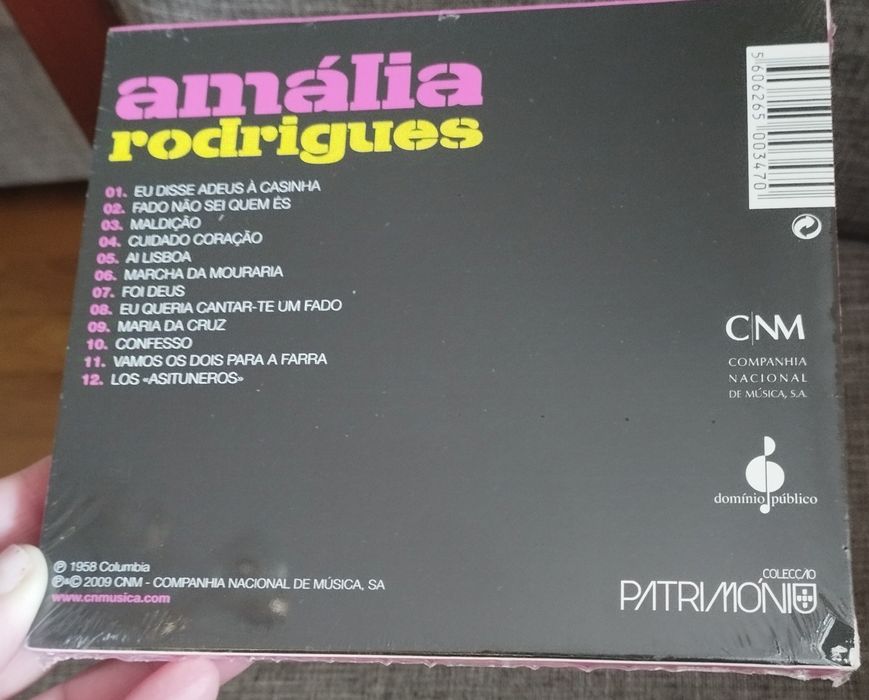 amália
rodrigues
01. EU DISSE ADEUS À CASINHA
02. FADO NÃO SEI QUEM ÉS
03. MALDIÇÃO
04. CUIDADO CORAÇÃO
05. AI LISBOA
06. MARCHA DA MOURARIA
07. FOI DEUS
08. EU QUERIA CANTAR-TE UM FADO
09. MARIA DA CRUZ
10. CONFESSO
11. VAMOS OS DOIS PARA A FARRA
12. LOS «ASITUNEROS»
5 606265 003470
C|NM
COMPANHIA
NACIONAL
DE MÚSICA, S.A.
domínio público
℗ 1958 Columbia
℗&© 2009 CNM - COMPANHIA NACIONAL DE MÚSICA, SA
www.cnmusica.com
COLECÇÃO
PATRIMÓNIO